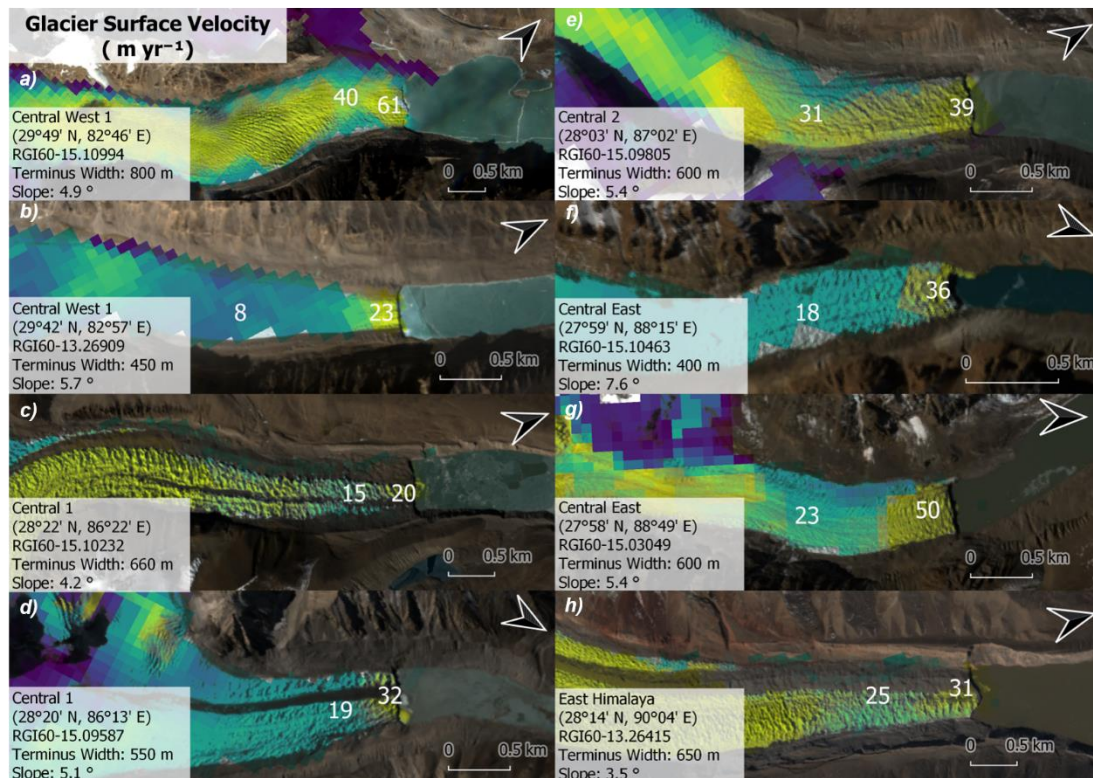 Glacier Surface Velocity
( m yr⁻¹)
a)
40
61
Central West 1
(29°49' N, 82°46' E)
RGI60-15.10994
Terminus Width: 800 m
Slope: 4.9 °
0 0.5 km
b)
8
23
Central West 1
(29°42' N, 82°57' E)
RGI60-13.26909
Terminus Width: 450 m
Slope: 5.7 °
0 0.5 km
c)
15
20
Central 1
(28°22' N, 86°22' E)
RGI60-15.10232
Terminus Width: 660 m
Slope: 4.2 °
0 0.5 km
d)
19
32
Central 1
(28°20' N, 86°13' E)
RGI60-15.09587
Terminus Width: 550 m
Slope: 5.1 °
0 0.5 km
e)
31
39
Central 2
(28°03' N, 87°02' E)
RGI60-15.09805
Terminus Width: 600 m
Slope: 5.4 °
0 0.5 km
f)
18
36
Central East
(27°59' N, 88°15' E)
RGI60-15.10463
Terminus Width: 400 m
Slope: 7.6 °
0 0.5 km
g)
23
50
Central East
(27°58' N, 88°49' E)
RGI60-15.03049
Terminus Width: 600 m
Slope: 5.4 °
0 0.5 km
h)
25
31
East Himalaya
(28°14' N, 90°04' E)
RGI60-13.26415
Terminus Width: 650 m
Slope: 3.5 °
0 0.5 km